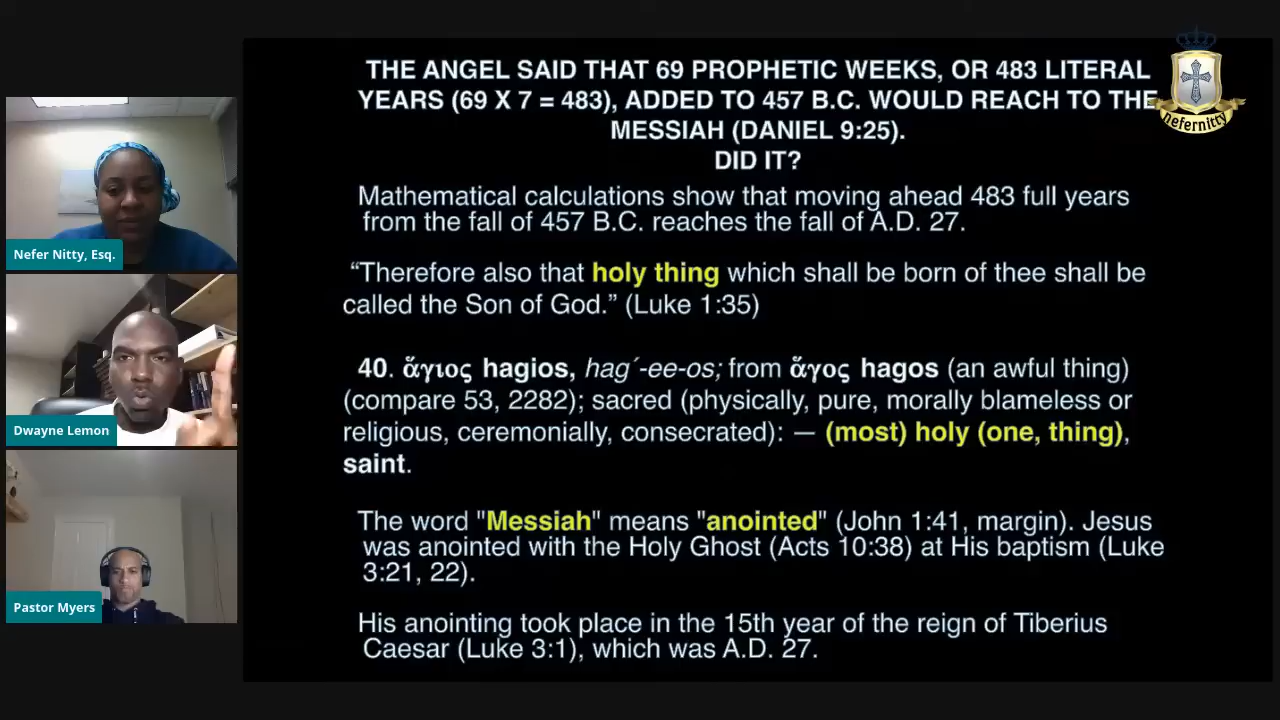 THE ANGEL SAID THAT 69 PROPHETIC WEEKS, OR 483 LITERAL
YEARS (69 X 7 = 483), ADDED TO 457 B.C. WOULD REACH TO THE
MESSIAH (DANIEL 9:25).
DID IT?
Mathematical calculations show that moving ahead 483 full years
from the fall of 457 B.C. reaches the fall of A.D. 27.
“Therefore also that holy thing which shall be born of thee shall be
called the Son of God.” (Luke 1:35)
40. ἅγιος hagios, hag´-ee-os; from ἅγος hagos (an awful thing)
(compare 53, 2282); sacred (physically, pure, morally blameless or
religious, ceremonially, consecrated): — (most) holy (one, thing),
saint.
The word "Messiah" means "anointed" (John 1:41, margin). Jesus
was anointed with the Holy Ghost (Acts 10:38) at His baptism (Luke
3:21, 22).
His anointing took place in the 15th year of the reign of Tiberius
Caesar (Luke 3:1), which was A.D. 27.
nefernitty
Nefer Nitty, Esq.
Dwayne Lemon
Pastor Myers